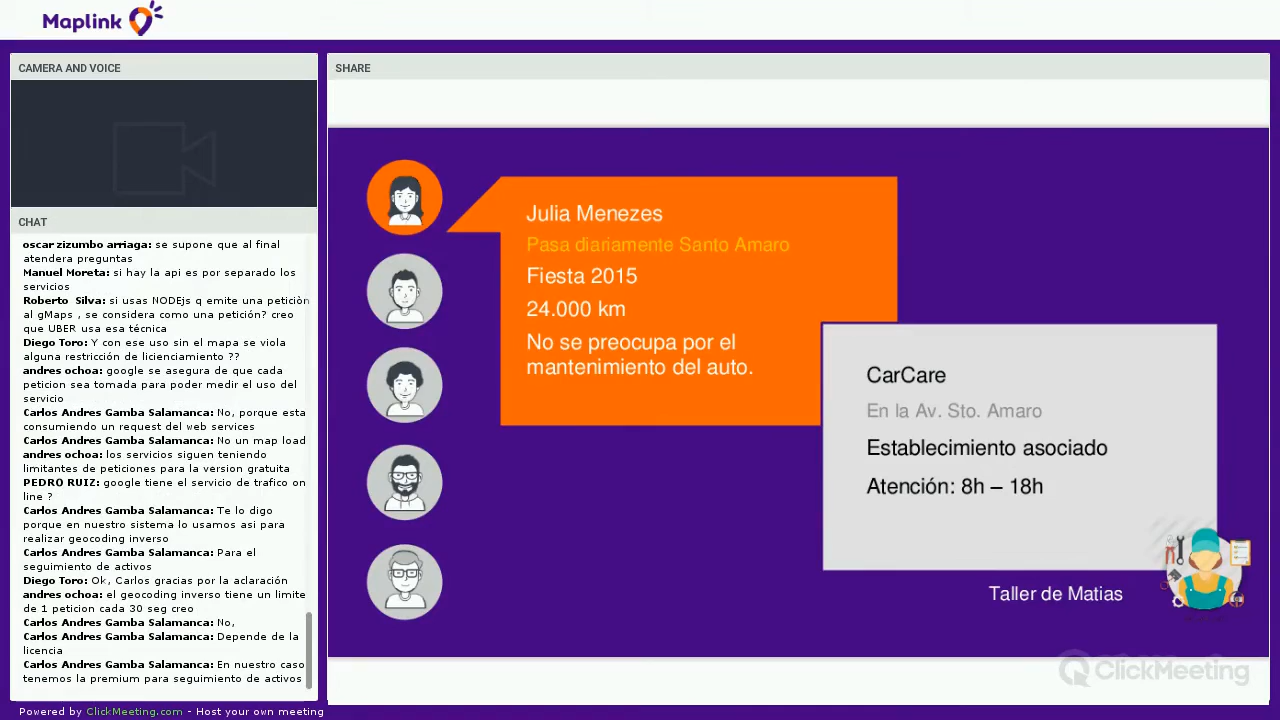 Maplink
CAMERA AND VOICE
CHAT
oscar zizumbo arriaga: se supone que al final
atendera preguntas
Manuel Moreta: si hay la api es por separado los
servicios
Roberto Silva: si usas NODEjs q emite una petición
al gMaps , se considera como una petición? creo
que UBER usa esa técnica
Diego Toro: Y con ese uso sin el mapa se viola
alguna restricción de licienciamiento ??
andres ochoa: google se asegura de que cada
peticion sea tomada para poder medir el uso del
servicio
Carlos Andres Gamba Salamanca: No, porque esta
consumiendo un request del web services
Carlos Andres Gamba Salamanca: No un map load
andres ochoa: los servicios siguen teniendo
limitantes de peticiones para la version gratuita
PEDRO RUIZ: google tiene el servicio de trafico on
line ?
Carlos Andres Gamba Salamanca: Te lo digo
porque en nuestro sistema lo usamos asi para
realizar geocoding inverso
Carlos Andres Gamba Salamanca: Para el
seguimiento de activos
Diego Toro: Ok, Carlos gracias por la aclaración
andres ochoa: el geocoding inverso tiene un limite
de 1 peticion cada 30 seg creo
Carlos Andres Gamba Salamanca: No,
Carlos Andres Gamba Salamanca: Depende de la
licencia
Carlos Andres Gamba Salamanca: En nuestro caso
tenemos la premium para seguimiento de activos
SHARE
Julia Menezes
Pasa diariamente Santo Amaro
Fiesta 2015
24.000 km
No se preocupa por el
mantenimiento del auto.
CarCare
En la Av. Sto. Amaro
Establecimiento asociado
Atención: 8h – 18h
Taller de Matias
ClickMeeting
Powered by ClickMeeting.com - Host your own meeting